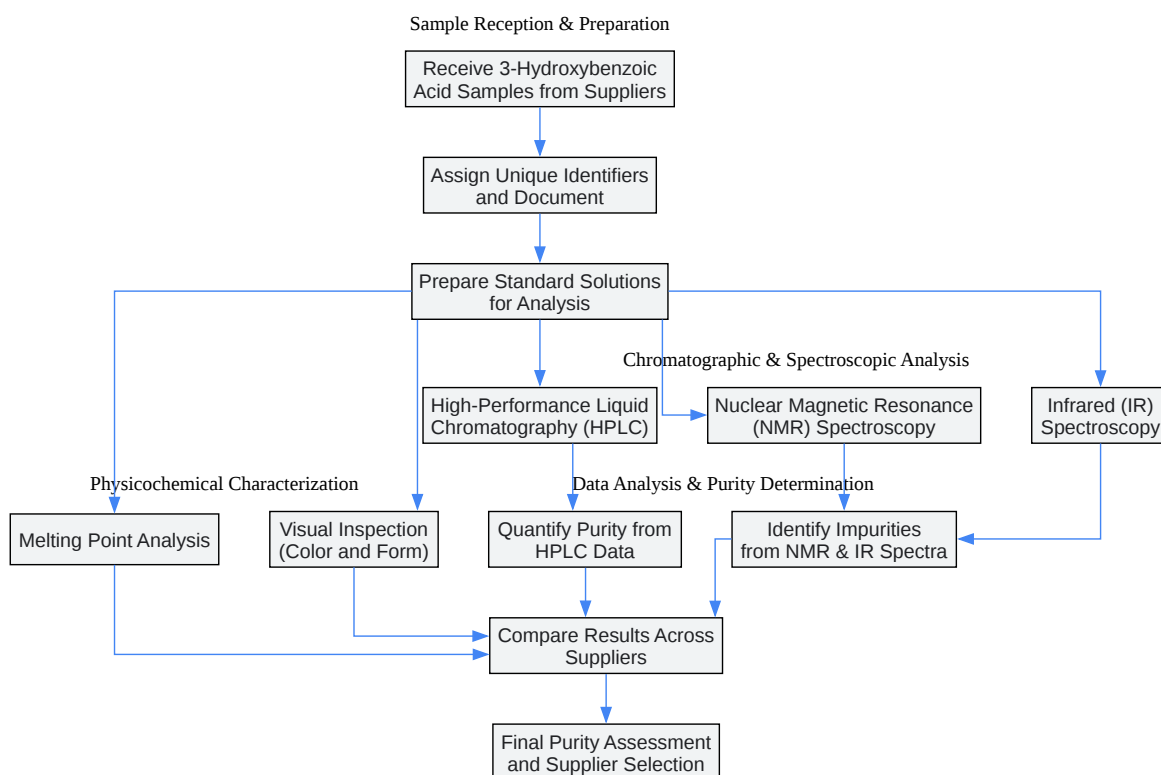 Sample Reception & Preparation
Receive 3-Hydroxybenzoic
Acid Samples from Suppliers
Assign Unique Identifiers
and Document
Prepare Standard Solutions
for Analysis
Chromatographic & Spectroscopic Analysis
High-Performance Liquid
Chromatography (HPLC)
Nuclear Magnetic Resonance
(NMR) Spectroscopy
Infrared (IR)
Spectroscopy
Physicochemical Characterization
Data Analysis & Purity Determination
Melting Point Analysis
Visual Inspection
(Color and Form)
Quantify Purity from
HPLC Data
Identify Impurities
from NMR & IR Spectra
Compare Results Across
Suppliers
Final Purity Assessment
and Supplier Selection